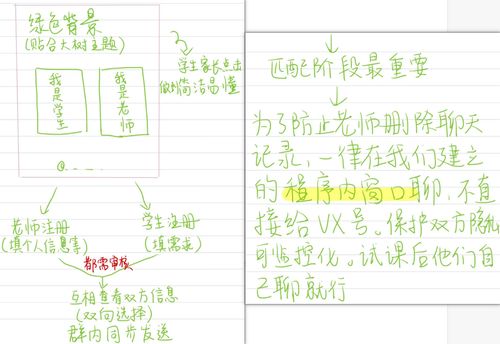 绿色背景
(贴合大树主题)
我是学生
我是老师
学生家长点击
做到简洁易懂
@....
老师注册
(填个人信息等)
学生注册
(填需求)
都需审核
互相查看双方信息
(双向选择)
群内同步发送
匹配阶段最重要
为了防止老师删除聊天
记录,一律在我们建立
的程序内窗口聊,不直
接给VX号。保护双方隐私
可监控化。试课后他们自
己聊就行